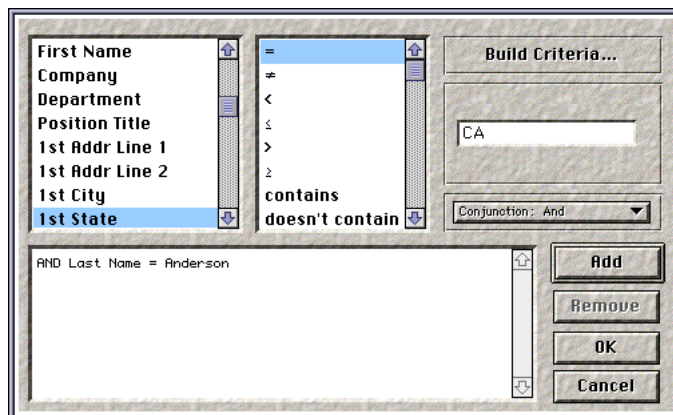 First Name
Company
Department
Position Title
1st Addr Line 1
1st Addr Line 2
1st City
1st State
=
≠
<
≤
>
≥
contains
doesn't contain
Build Criteria...
CA
Conjunction: And
AND Last Name = Anderson
Add
Remove
OK
Cancel